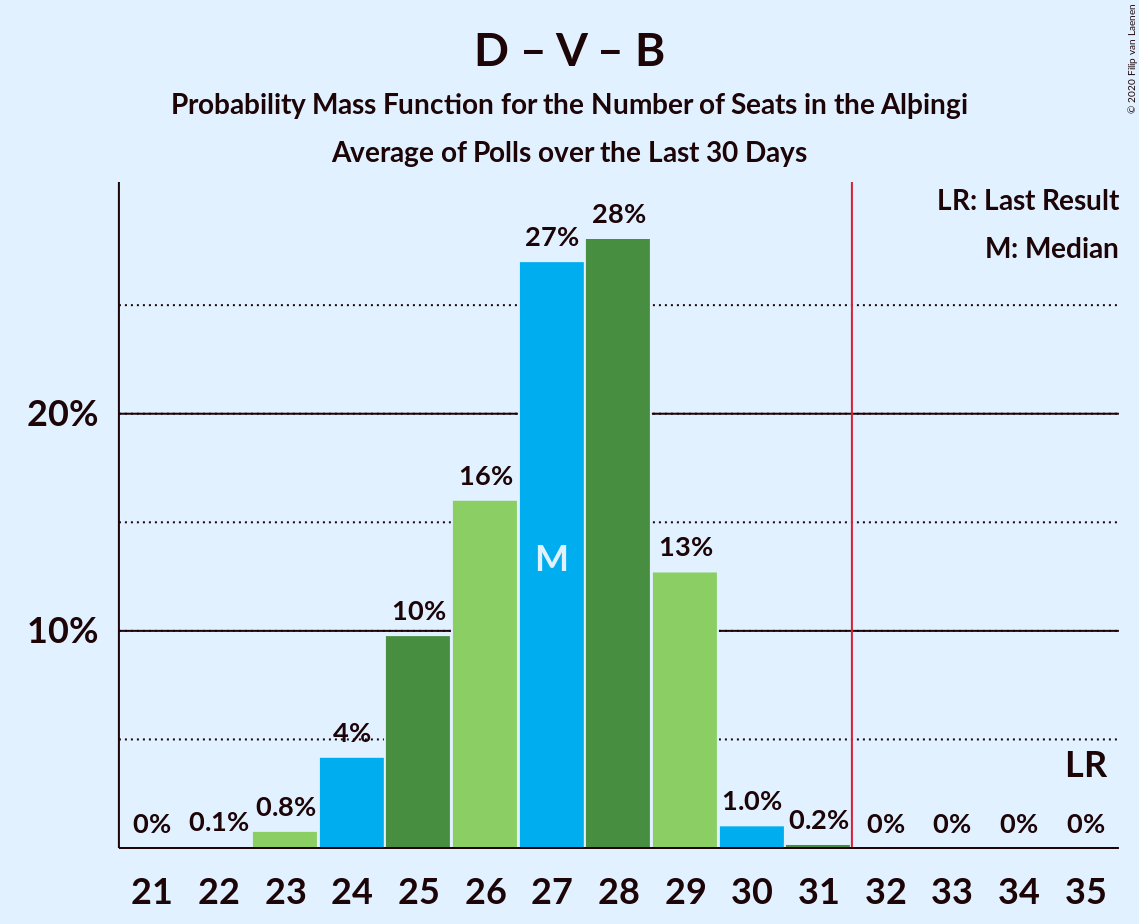 D – V – B
Probability Mass Function for the Number of Seats in the Alþingi
Average of Polls over the Last 30 Days
© 2020 Filip van Laenen
LR: Last Result
M: Median
28%
27%
20%
16%
13%
M
10%
10%
4%
LR
0% 0.1% 0.8% 1.0% 0.2% 0% 0% 0% 0%
21 22 23 24 25 26 27 28 29 30 31 32 33 34 35